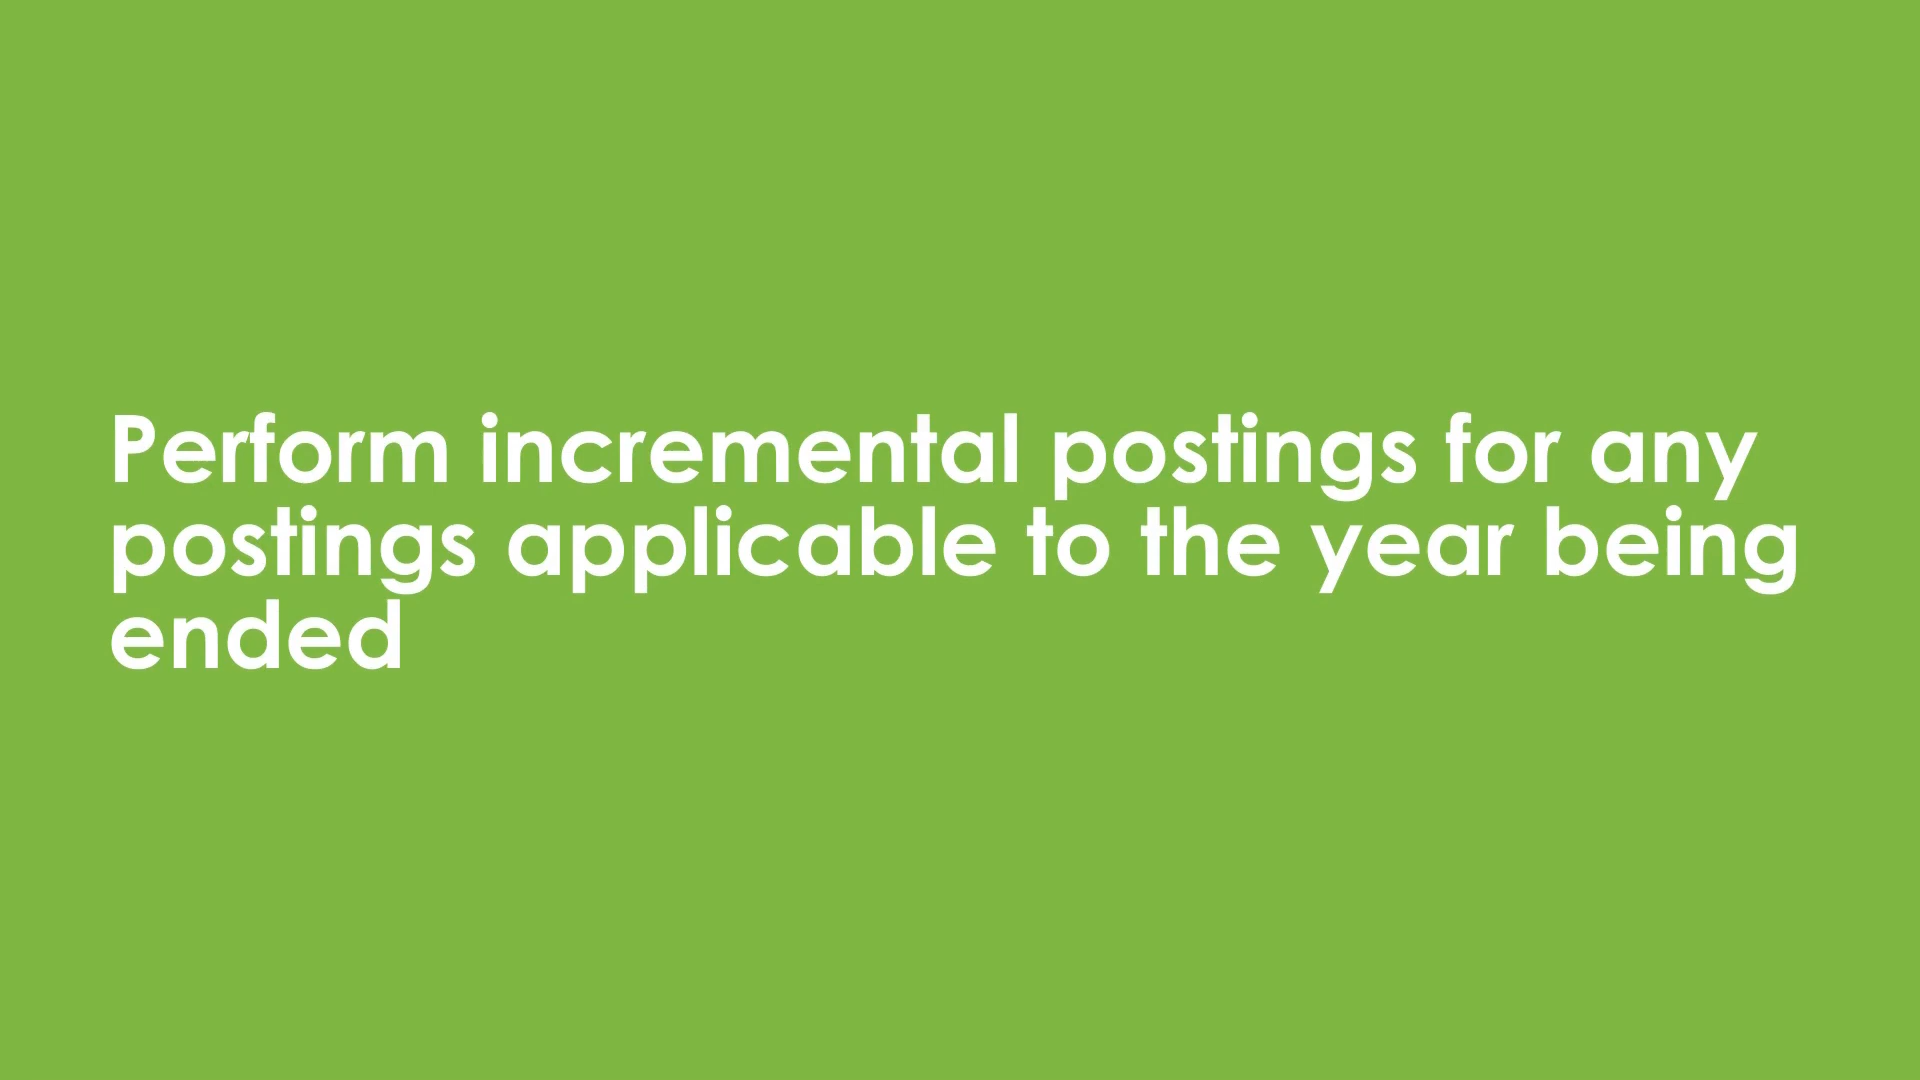 Perform incremental postings for any
postings applicable to the year being
ended